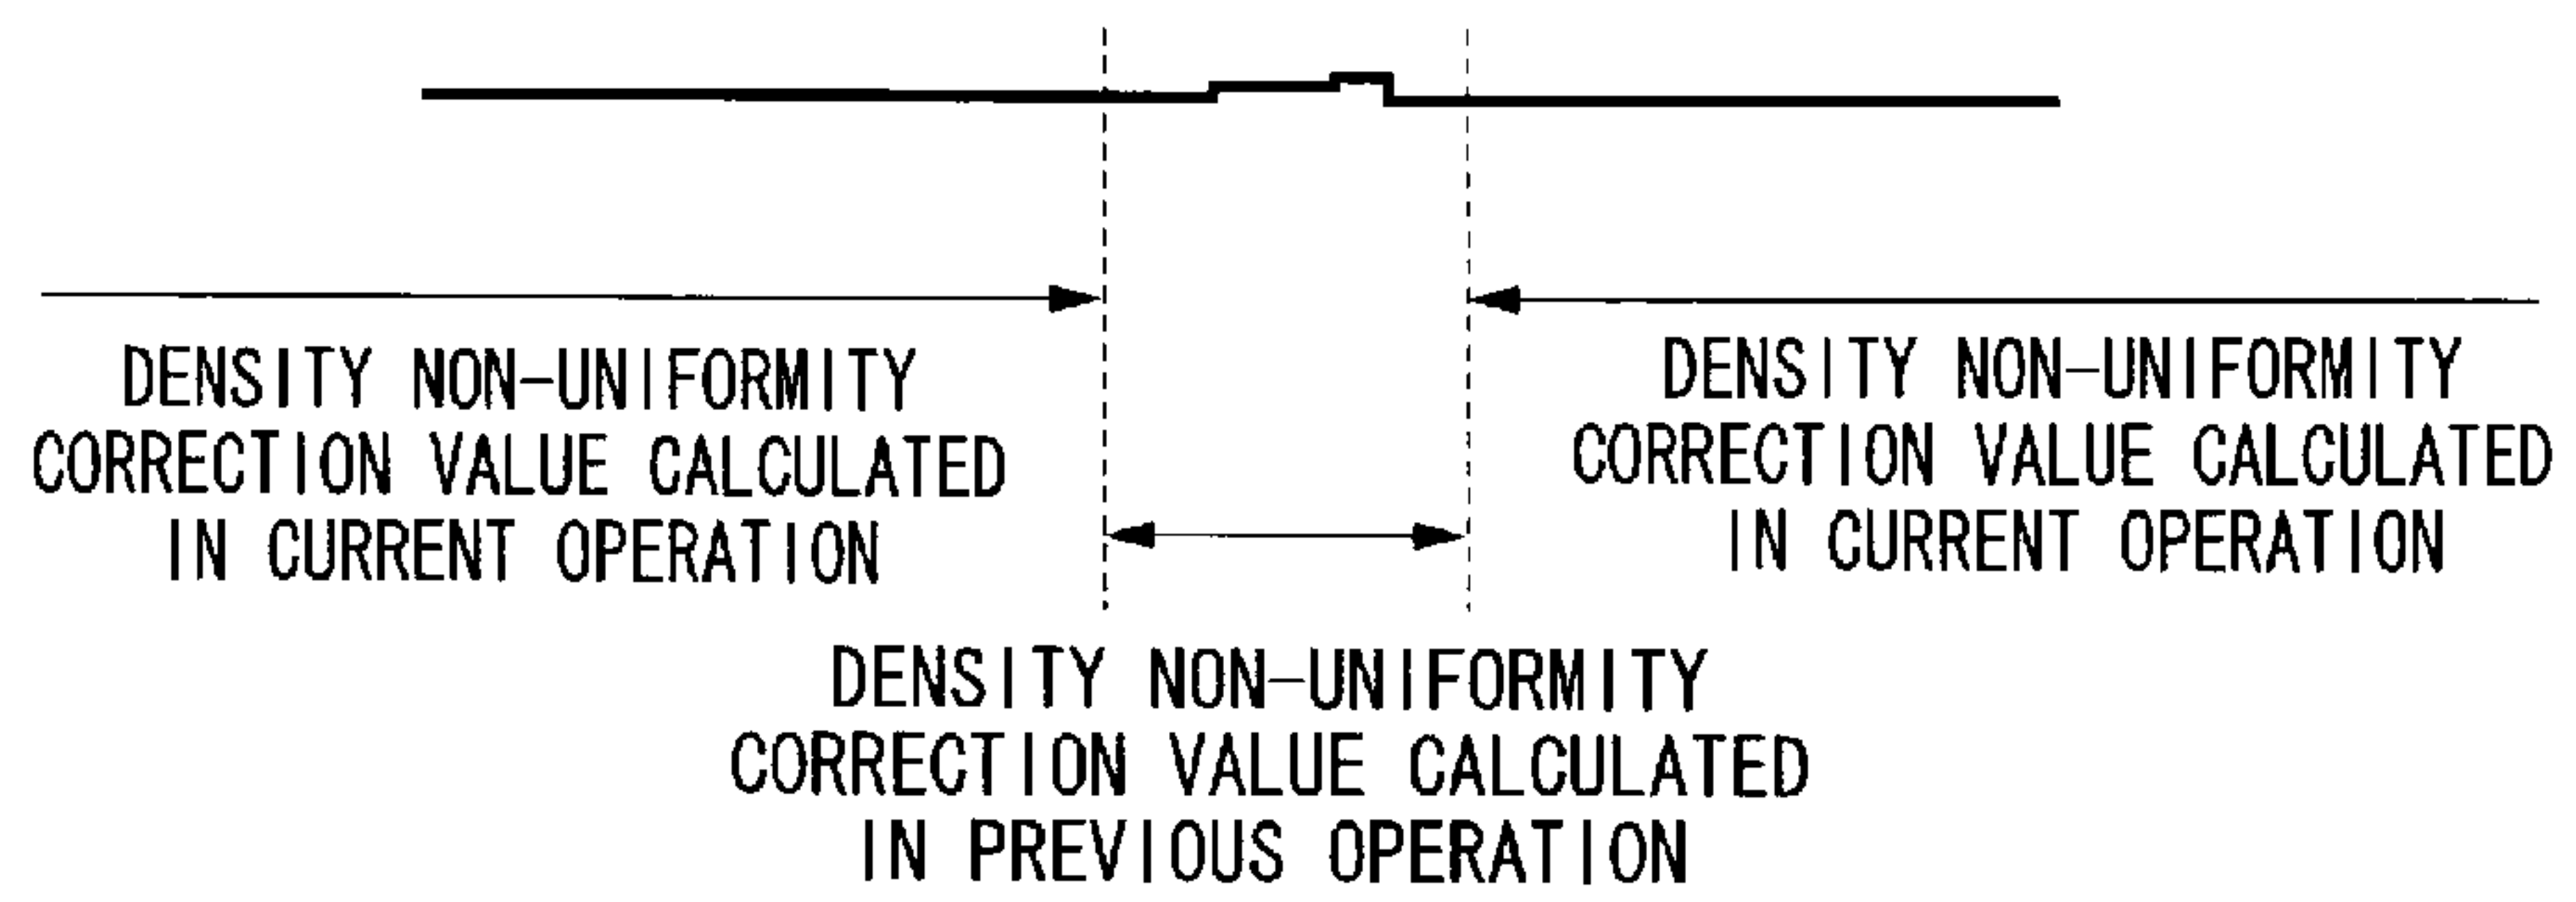 DENSITY NON-UNIFORMITY
CORRECTION VALUE CALCULATED
IN CURRENT OPERATION
DENSITY NON-UNIFORMITY
CORRECTION VALUE CALCULATED
IN CURRENT OPERATION
DENSITY NON-UNIFORMITY
CORRECTION VALUE CALCULATED
IN PREVIOUS OPERATION